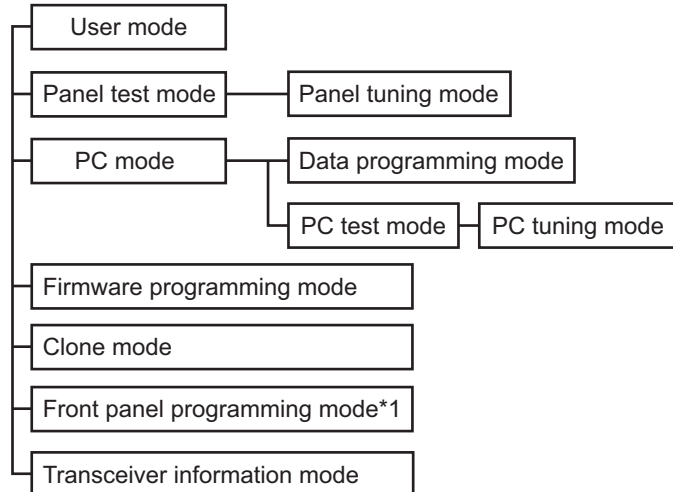 User mode
Panel test mode
Panel tuning mode
PC mode
Data programming mode
PC test mode
PC tuning mode
Firmware programming mode
Clone mode
Front panel programming mode*1
Transceiver information mode